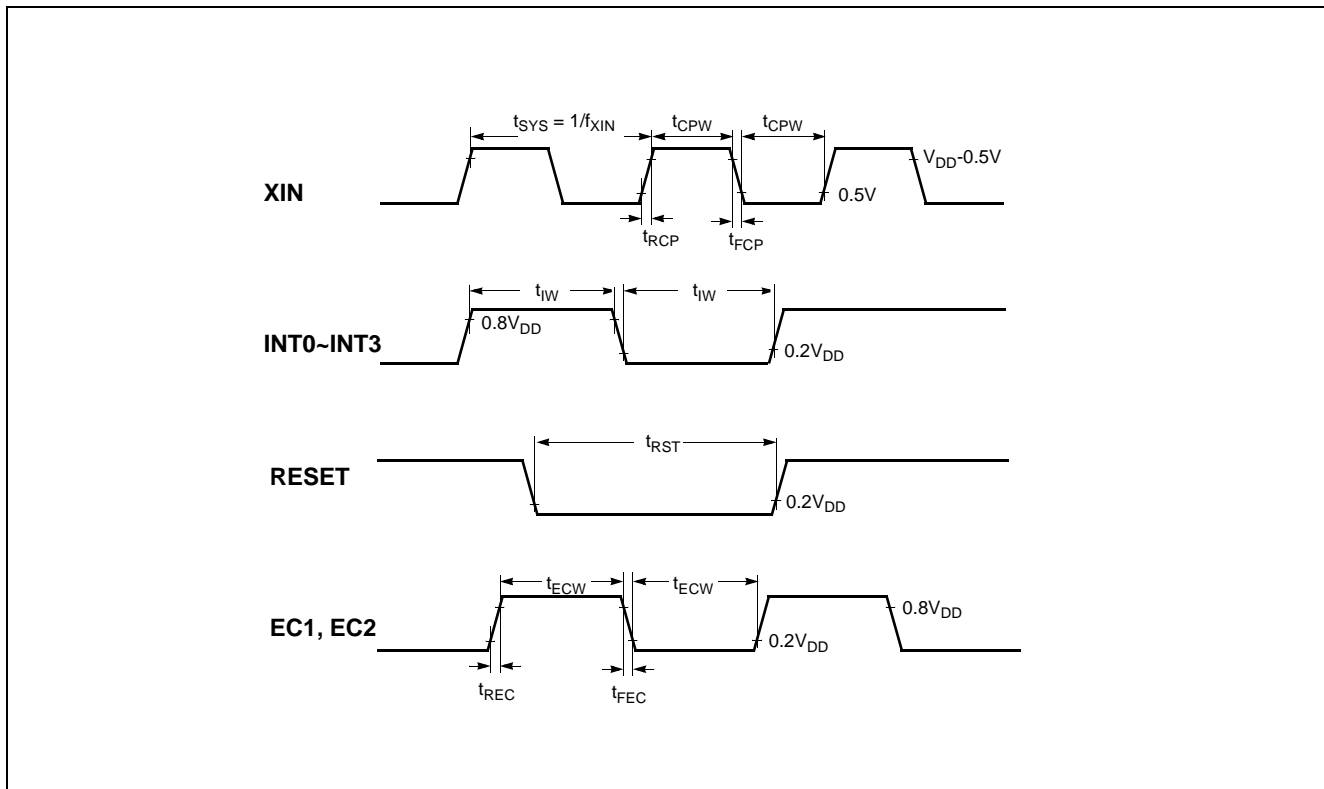 tSYS = 1/fXIN tCPW tCPW
VDD-0.5V
XIN
0.5V
tRCP tFCP
tIW tIW
0.8VDD
INT0~INT3
0.2VDD
tRST
RESET
0.2VDD
tECW tECW
0.8VDD
EC1, EC2
0.2VDD
tREC tFEC